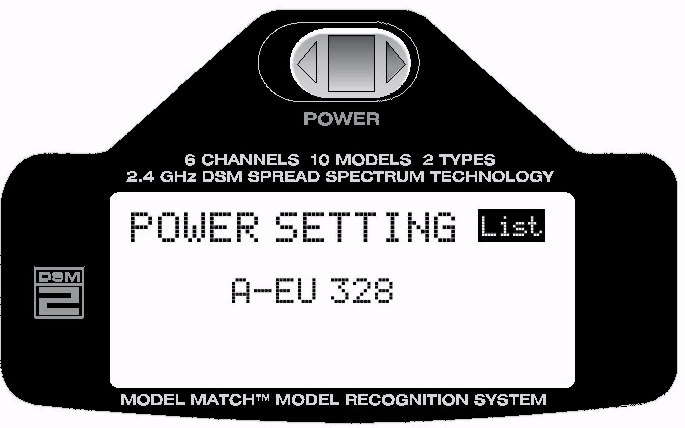 POWER
6 CHANNELS 10 MODELS 2 TYPES
2.4 GHz DSM SPREAD SPECTRUM TECHNOLOGY
POWER SETTING List
A-EU 328
DSM
2
MODEL MATCH™ MODEL RECOGNITION SYSTEM